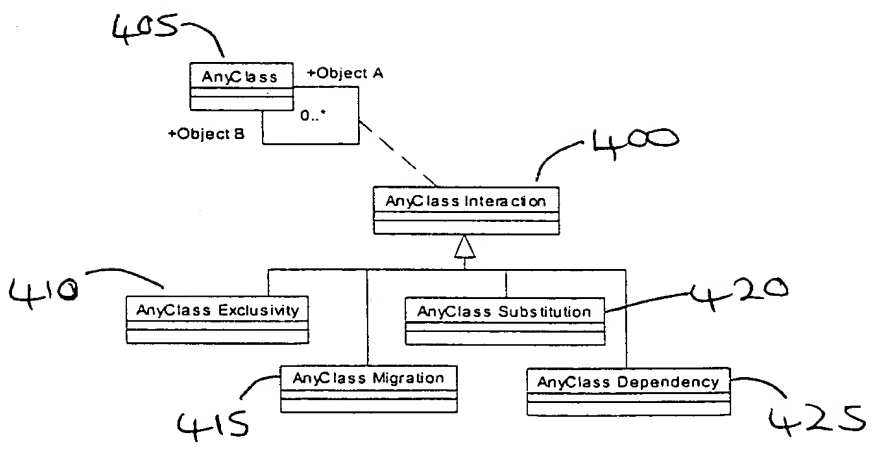 405
AnyClass
+Object A
0..*
+Object B
400
AnyClass Interaction
410
AnyClass Exclusivity
AnyClass Substitution
420
AnyClass Migration
AnyClass Dependency
415
425